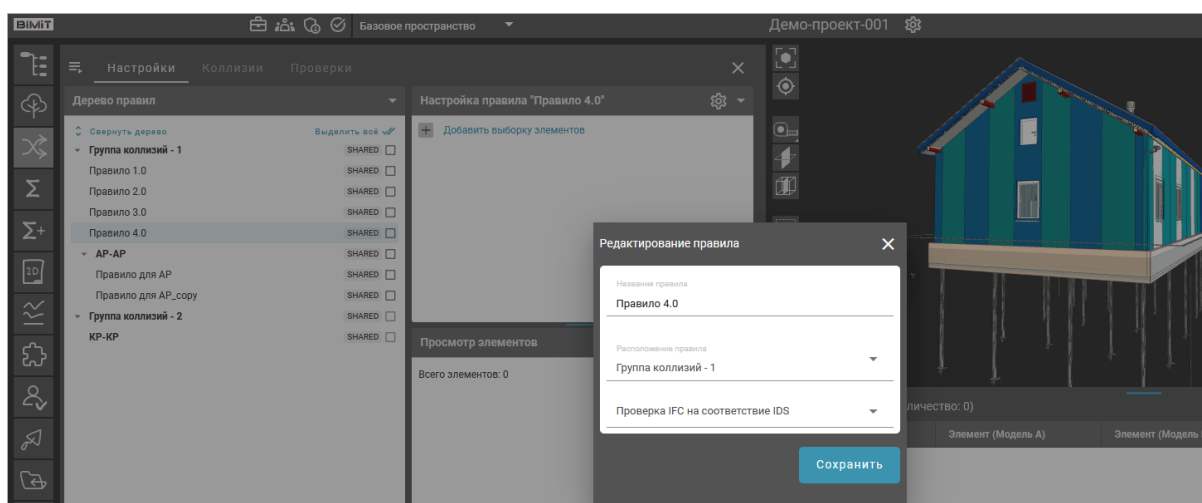 BIMIT
Базовое пространство
Демо-проект-001
Настройки Коллизии Проверки
Дерево правил
Свернуть дерево Выделить всё
Группа коллизий - 1 SHARED
Правило 1.0 SHARED
Правило 2.0 SHARED
Правило 3.0 SHARED
Правило 4.0 SHARED
АР-АР SHARED
Правило для АР SHARED
Правило для АР_copy SHARED
Группа коллизий - 2 SHARED
КР-КР SHARED
Настройка правила "Правило 4.0"
Добавить выборку элементов
Просмотр элементов
Всего элементов: 0
Редактирование правила
Название правила
Правило 4.0
Расположение правила
Группа коллизий - 1
Проверка IFC на соответствие IDS
Сохранить
личество: 0)
Элемент (Модель А) Элемент (Модель
1D
Y